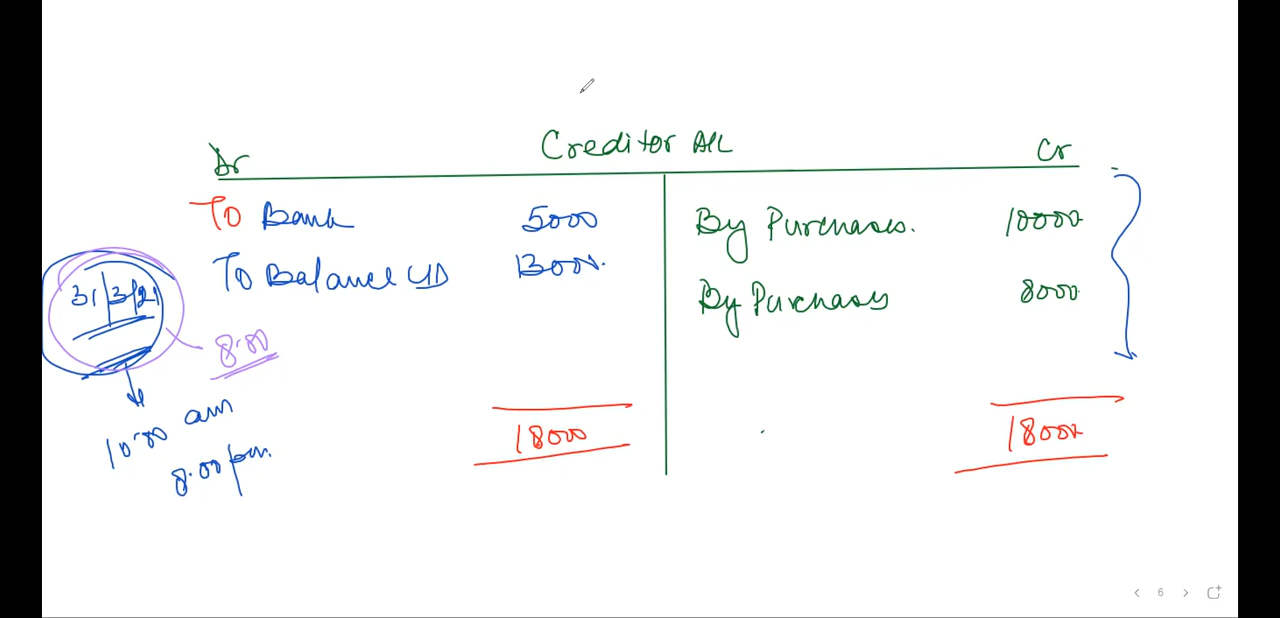 Creditor A/c
Dr Cr
To Bank 5000 By Purchases. 10000
To Balance c/d 13000. By Purchases 8000
31/3/21
8.00
10.00 am
8.00 pm.
18000 18000
6